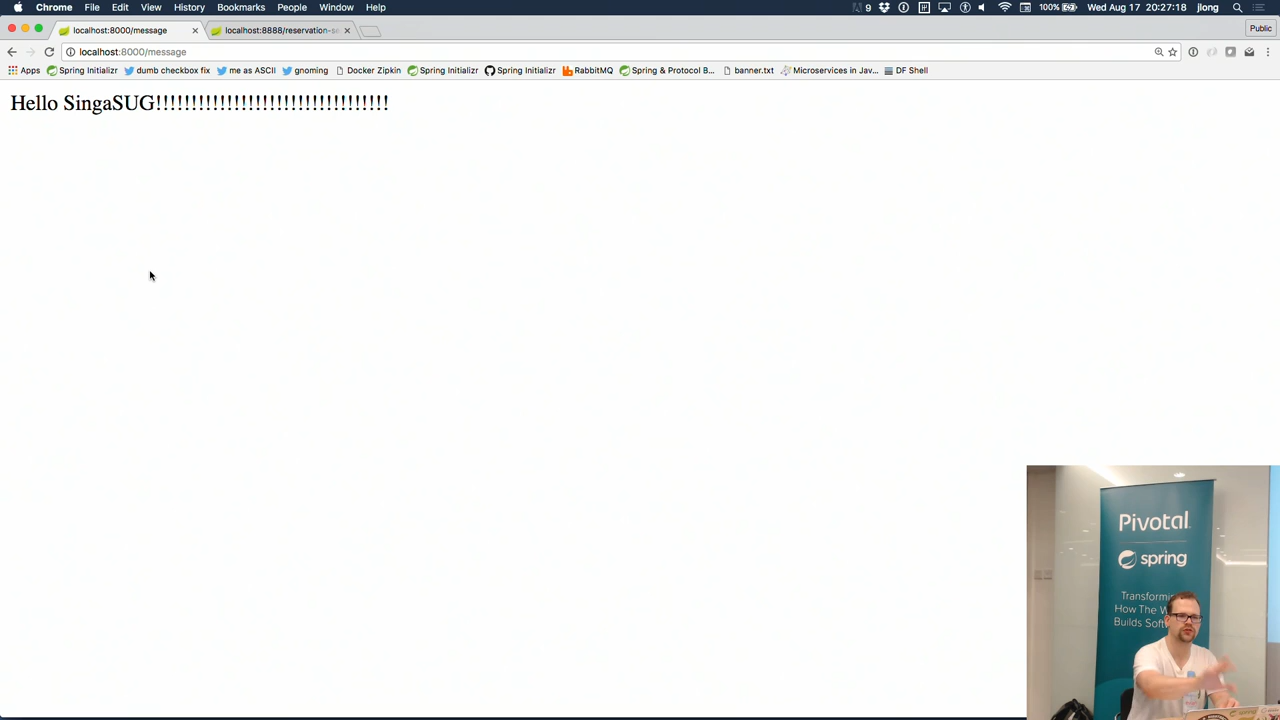 Chrome File Edit View History Bookmarks People Window Help 9 100% Wed Aug 17 20:27:18 jlong
localhost:8000/message localhost:8888/reservation-se Public
localhost:8000/message
Apps Spring Initializr dumb checkbox fix me as ASCII gnoming Docker Zipkin Spring Initializr Spring Initializr RabbitMQ Spring & Protocol B... banner.txt Microservices in Jav... DF Shell
Hello SingaSUG!!!!!!!!!!!!!!!!!!!!!!!!!!!!!!!!!
Pivotal
spring
Transformi
How The W
Builds Soft